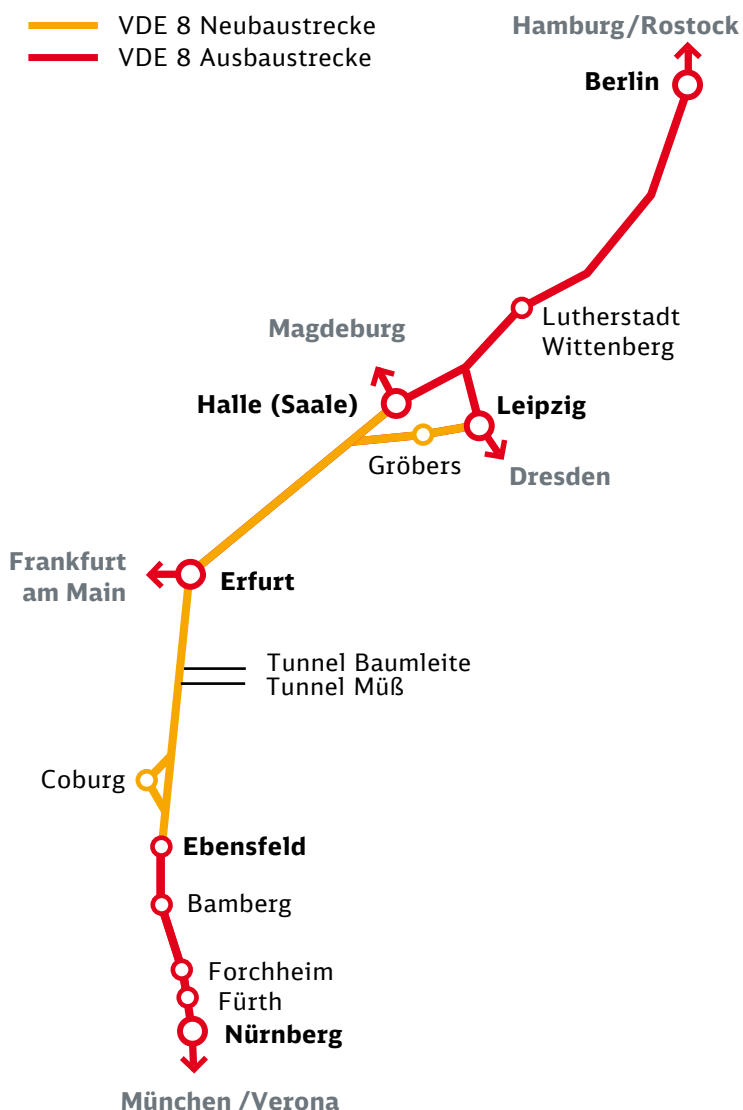 VDE 8 Neubaustrecke
VDE 8 Ausbaustrecke
Hamburg/Rostock
Berlin
Lutherstadt
Wittenberg
Magdeburg
Halle (Saale)
Leipzig
Gröbers
Dresden
Frankfurt
am Main
Erfurt
Tunnel Baumleite
Tunnel Müß
Coburg
Ebensfeld
Bamberg
Forchheim
Fürth
Nürnberg
München /Verona